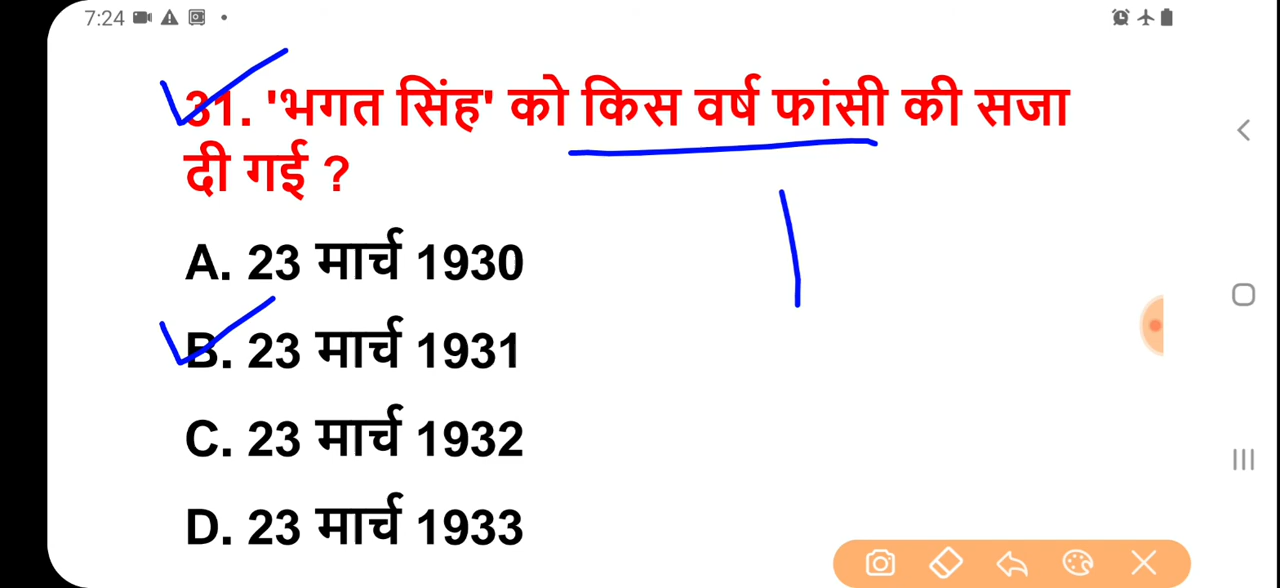 7:24
31. 'भगत सिंह' को किस वर्ष फांसी की सजा
दी गई ?
A. 23 मार्च 1930
B. 23 मार्च 1931
C. 23 मार्च 1932
D. 23 मार्च 1933